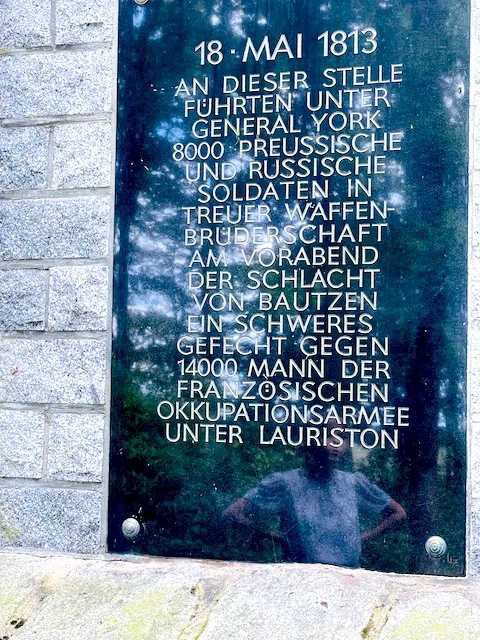 18·MAI 1813
AN DIESER STELLE
FÜHRTEN UNTER
GENERAL YORK
8000 PREUSSISCHE
UND RUSSISCHE
SOLDATEN IN
TREUER WAFFEN-
BRÜDERSCHAFT
AM VORABEND
DER SCHLACHT
VON BAUTZEN
EIN SCHWERES
GEFECHT GEGEN
14000 MANN DER
FRANZÖSISCHEN
OKKUPATIONSARMEE
UNTER LAURISTON